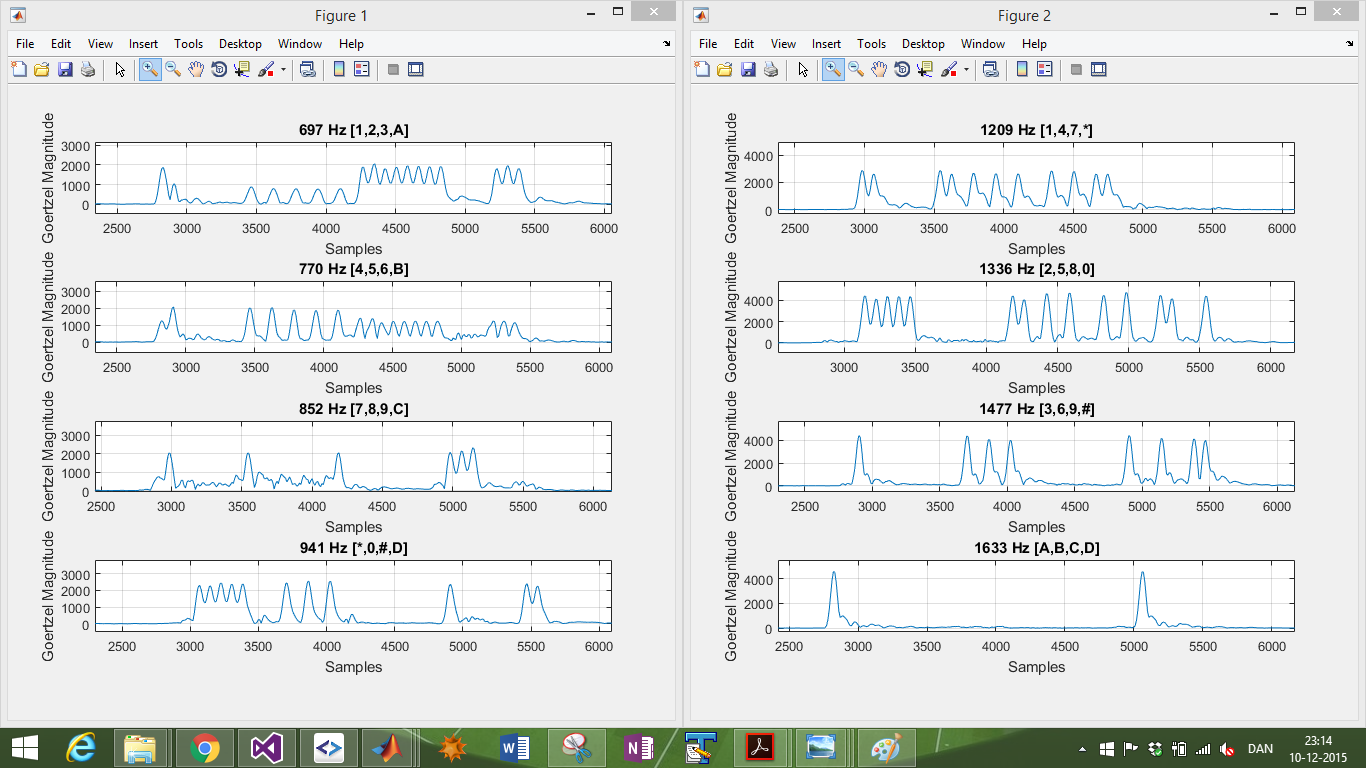 Figure 1
File Edit View Insert Tools Desktop Window Help
697 Hz [1,2,3,A]
Goertzel Magnitude
3000
2000
1000
0
2500 3000 3500 4000 4500 5000 5500 6000
Samples
770 Hz [4,5,6,B]
Goertzel Magnitude
3000
2000
1000
0
2500 3000 3500 4000 4500 5000 5500 6000
Samples
852 Hz [7,8,9,C]
Goertzel Magnitude
3000
2000
1000
0
2500 3000 3500 4000 4500 5000 5500 6000
Samples
941 Hz [*,0,#,D]
Goertzel Magnitude
3000
2000
1000
0
2500 3000 3500 4000 4500 5000 5500 6000
Samples
Figure 2
File Edit View Insert Tools Desktop Window Help
1209 Hz [1,4,7,*]
Goertzel Magnitude
4000
2000
0
2500 3000 3500 4000 4500 5000 5500 6000
Samples
1336 Hz [2,5,8,0]
Goertzel Magnitude
4000
2000
0
3000 3500 4000 4500 5000 5500 6000
Samples
1477 Hz [3,6,9,#]
Goertzel Magnitude
4000
2000
0
2500 3000 3500 4000 4500 5000 5500 6000
Samples
1633 Hz [A,B,C,D]
Goertzel Magnitude
4000
2000
0
2500 3000 3500 4000 4500 5000 5500 6000
Samples
DAN
23:14
10-12-2015